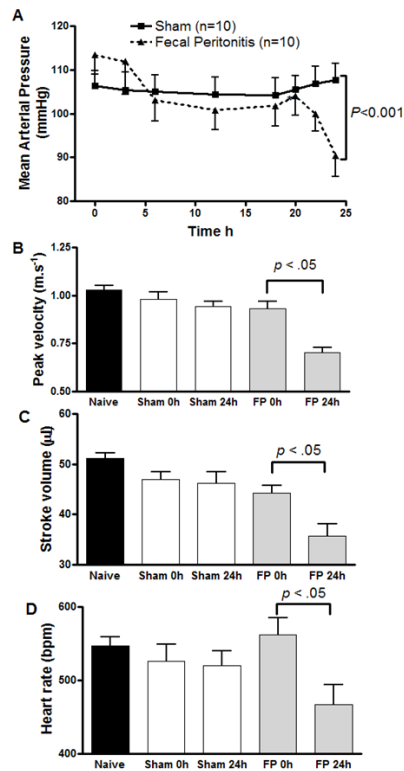 A
Sham (n=10)
Fecal Peritonitis (n=10)
Mean Arterial Pressure
(mmHg)
120
110
100
90
80
P<0.001
0 5 10 15 20 25
Time h
B
Peak velocity (m.s-1)
1.25
1.00
0.75
0.50
p < .05
Naive Sham 0h Sham 24h FP 0h FP 24h
C
Stroke volume (µl)
60
50
40
30
p < .05
Naive Sham 0h Sham 24h FP 0h FP 24h
D
Heart rate (bpm)
600
500
400
p < .05
Naive Sham 0h Sham 24h FP 0h FP 24h